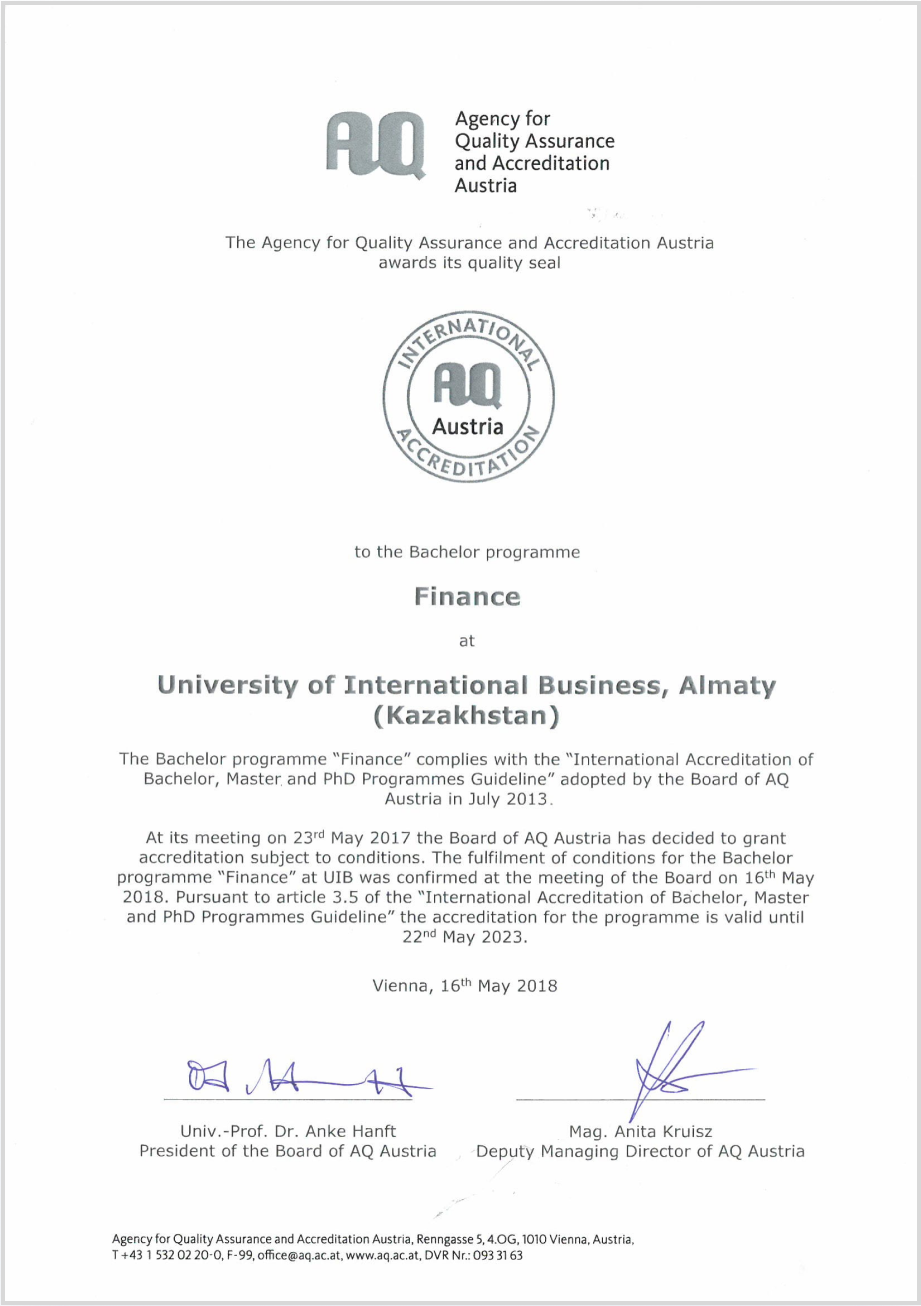 AQ
Agency for
Quality Assurance
and Accreditation
Austria
The Agency for Quality Assurance and Accreditation Austria
awards its quality seal
INTERNATIONAL
AQ
Austria
ACCREDITATION
to the Bachelor programme
Finance
at
University of International Business, Almaty
(Kazakhstan)
The Bachelor programme “Finance” complies with the “International Accreditation of
Bachelor, Master and PhD Programmes Guideline” adopted by the Board of AQ
Austria in July 2013.
At its meeting on 23rd May 2017 the Board of AQ Austria has decided to grant
accreditation subject to conditions. The fulfilment of conditions for the Bachelor
programme “Finance” at UIB was confirmed at the meeting of the Board on 16th May
2018. Pursuant to article 3.5 of the “International Accreditation of Bachelor, Master
and PhD Programmes Guideline” the accreditation for the programme is valid until
22nd May 2023.
Vienna, 16th May 2018
Univ.-Prof. Dr. Anke Hanft
President of the Board of AQ Austria
Mag. Anita Kruisz
Deputy Managing Director of AQ Austria
Agency for Quality Assurance and Accreditation Austria, Renngasse 5, 4.OG, 1010 Vienna, Austria,
T +43 1 532 02 20-0, F-99, office@aq.ac.at, www.aq.ac.at, DVR Nr.: 093 31 63